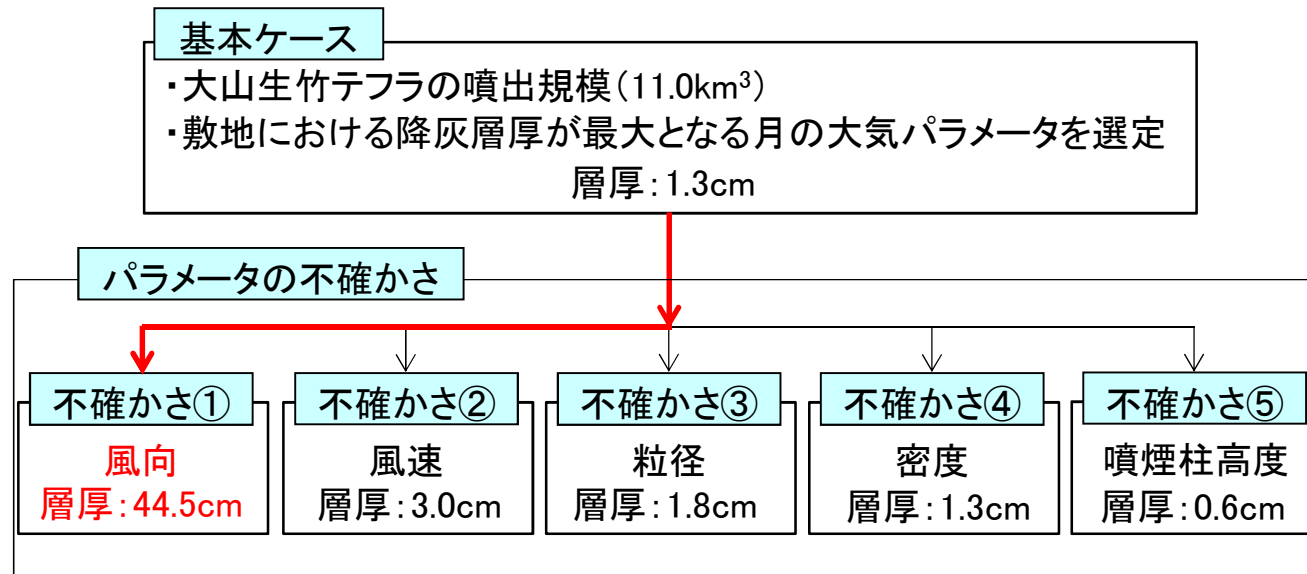 基本ケース
・大山生竹テフラの噴出規模(11.0km³)
・敷地における降灰層厚が最大となる月の大気パラメータを選定
層厚:1.3cm
パラメータの不確かさ
不確かさ①
風向
層厚:44.5cm
不確かさ②
風速
層厚:3.0cm
不確かさ③
粒径
層厚:1.8cm
不確かさ④
密度
層厚:1.3cm
不確かさ⑤
噴煙柱高度
層厚:0.6cm